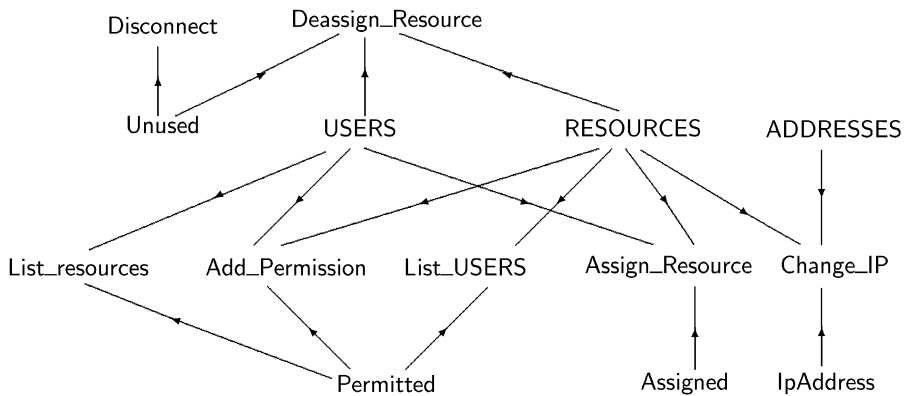 Disconnect Deassign_Resource
Unused USERS RESOURCES ADDRESSES
List_resources Add_Permission List_USERS Assign_Resource Change_IP
Permitted Assigned IpAddress